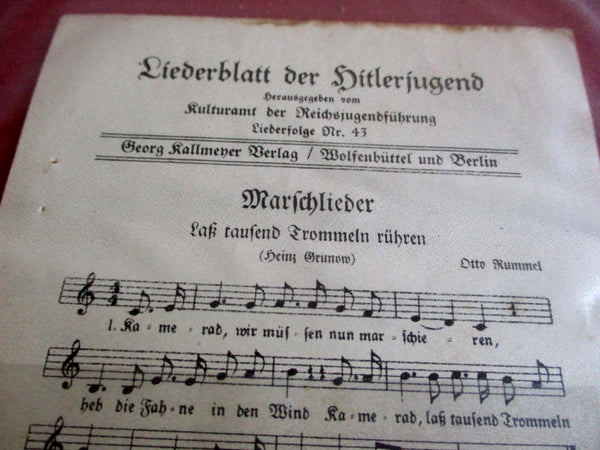 Liederblatt der Hitlerjugend
Herausgegeben vom
Kulturamt der Reichsjugendführung
Liederfolge Nr. 43
Georg Kallmeyer Verlag / Wolfenbüttel und Berlin
Marschlieder
Laß tausend Trommeln rühren
(Heinz Grunow)
Otto Rummel
1. Ka - me - rad, wir müs - sen nun mar - schie - ren,
heb die Fah - ne in den Wind Ka - me - rad, laß tausend Trommeln